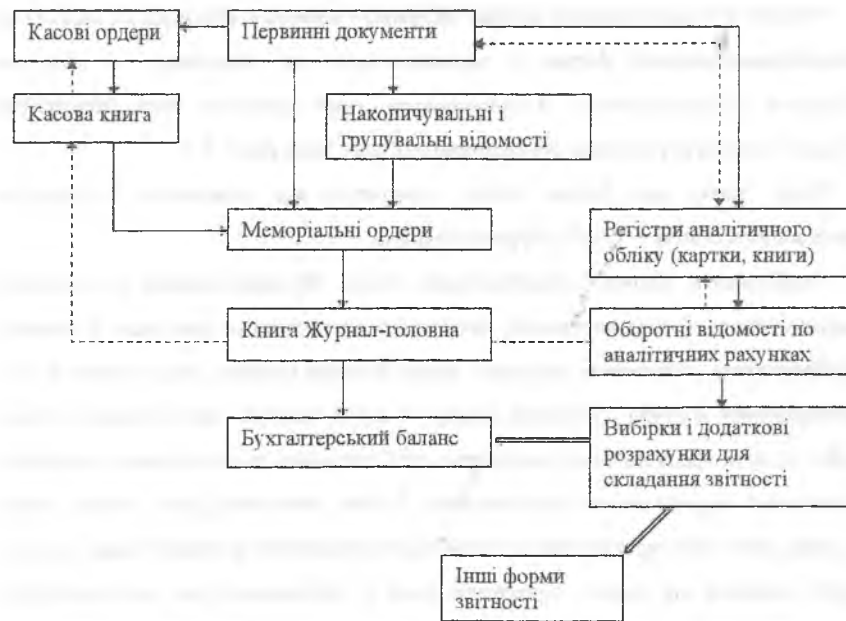 Касові ордери
Первинні документи
Касова книга
Накопичувальні і
групувальні відомості
Меморіальні ордери
Регістри аналітичного
обліку (картки, книги)
Книга Журнал-головна
Оборотні відомості по
аналітичних рахунках
Бухгалтерський баланс
Вибірки і додаткові
розрахунки для
складання звітності
Інші форми
звітності